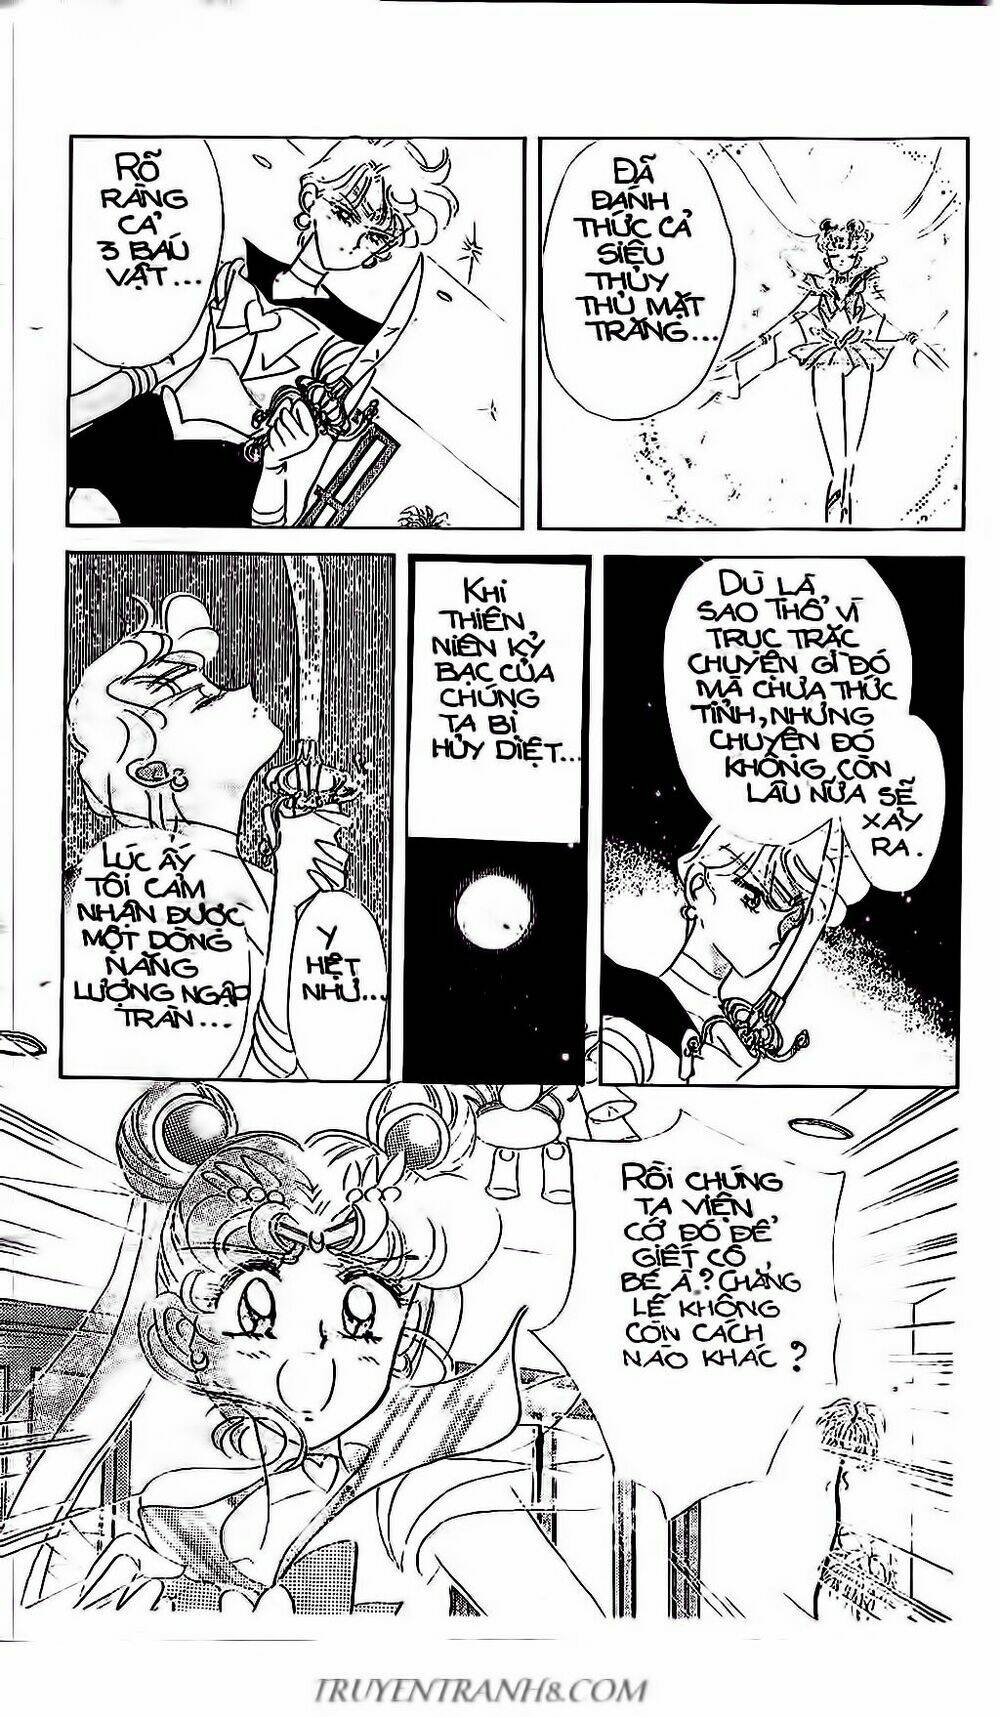 RÕ
RÀNG
CẢ
3 BÁU
VẬT...
ĐÃ
ĐÁNH
THỨC CẢ
SIÊU
THỦY
THỦ MẶT
TRĂNG...
LÚC ẤY
TÔI CẢM
NHẬN ĐƯỢC
MỘT DÒNG
NĂNG
LƯỢNG NGẬP
TRÀN...
Y
HỆT
NHƯ...
KHI
THIÊN
NIÊN KỶ
BẠC CỦA
CHÚNG
TA BỊ
HỦY DIỆT...
DÙ LÀ
SAO THỔ VÌ
TRỤC TRẶC
CHUYỆN GÌ ĐÓ
MÀ CHƯA THỨC
TỈNH, NHƯNG
CHUYỆN ĐÓ
KHÔNG CÒN
LÂU NỮA SẼ
XẢY
RA.
RỒI CHÚNG
TA VIỆN
CỚ ĐÓ ĐỂ
GIẾT CÔ
BÉ À? CHẲNG
LẼ KHÔNG
CÒN CÁCH
NÀO KHÁC?
TRUYENTRANH8.COM